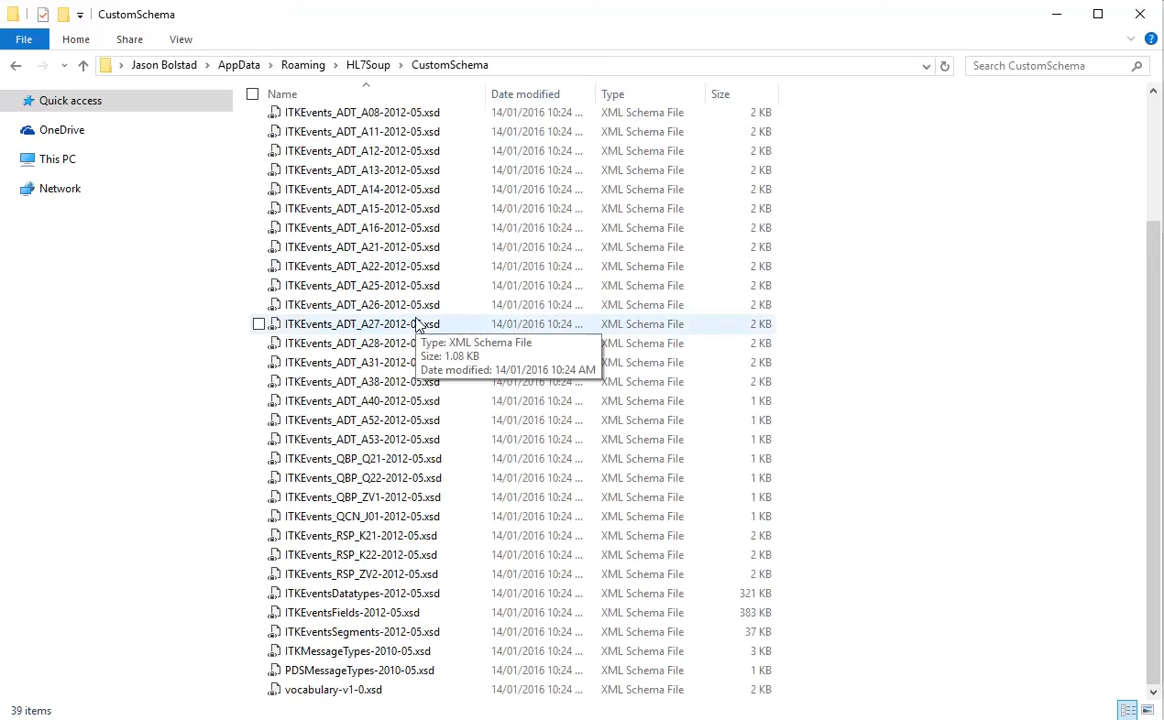 CustomSchema
File Home Share View
Jason Bolstad AppData Roaming HL7Soup CustomSchema Search CustomSchema
Name Date modified Type Size
Quick access
OneDrive
This PC
Network
ITKEvents_ADT_A08-2012-05.xsd 14/01/2016 10:24 ... XML Schema File 2 KB
ITKEvents_ADT_A11-2012-05.xsd 14/01/2016 10:24 ... XML Schema File 2 KB
ITKEvents_ADT_A12-2012-05.xsd 14/01/2016 10:24 ... XML Schema File 2 KB
ITKEvents_ADT_A13-2012-05.xsd 14/01/2016 10:24 ... XML Schema File 2 KB
ITKEvents_ADT_A14-2012-05.xsd 14/01/2016 10:24 ... XML Schema File 2 KB
ITKEvents_ADT_A15-2012-05.xsd 14/01/2016 10:24 ... XML Schema File 2 KB
ITKEvents_ADT_A16-2012-05.xsd 14/01/2016 10:24 ... XML Schema File 2 KB
ITKEvents_ADT_A21-2012-05.xsd 14/01/2016 10:24 ... XML Schema File 2 KB
ITKEvents_ADT_A22-2012-05.xsd 14/01/2016 10:24 ... XML Schema File 2 KB
ITKEvents_ADT_A25-2012-05.xsd 14/01/2016 10:24 ... XML Schema File 2 KB
ITKEvents_ADT_A26-2012-05.xsd 14/01/2016 10:24 ... XML Schema File 2 KB
ITKEvents_ADT_A27-2012-05.xsd 14/01/2016 10:24 ... XML Schema File 2 KB
ITKEvents_ADT_A28-2012-0 XML Schema File 2 KB
ITKEvents_ADT_A31-2012-0 XML Schema File 2 KB
Type: XML Schema File
Size: 1.08 KB
Date modified: 14/01/2016 10:24 AM
ITKEvents_ADT_A38-2012-05.xsd 14/01/2016 10:24 ... XML Schema File 2 KB
ITKEvents_ADT_A40-2012-05.xsd 14/01/2016 10:24 ... XML Schema File 1 KB
ITKEvents_ADT_A52-2012-05.xsd 14/01/2016 10:24 ... XML Schema File 1 KB
ITKEvents_ADT_A53-2012-05.xsd 14/01/2016 10:24 ... XML Schema File 1 KB
ITKEvents_QBP_Q21-2012-05.xsd 14/01/2016 10:24 ... XML Schema File 1 KB
ITKEvents_QBP_Q22-2012-05.xsd 14/01/2016 10:24 ... XML Schema File 1 KB
ITKEvents_QBP_ZV1-2012-05.xsd 14/01/2016 10:24 ... XML Schema File 1 KB
ITKEvents_QCN_J01-2012-05.xsd 14/01/2016 10:24 ... XML Schema File 1 KB
ITKEvents_RSP_K21-2012-05.xsd 14/01/2016 10:24 ... XML Schema File 2 KB
ITKEvents_RSP_K22-2012-05.xsd 14/01/2016 10:24 ... XML Schema File 2 KB
ITKEvents_RSP_ZV2-2012-05.xsd 14/01/2016 10:24 ... XML Schema File 2 KB
ITKEventsDatatypes-2012-05.xsd 14/01/2016 10:24 ... XML Schema File 321 KB
ITKEventsFields-2012-05.xsd 14/01/2016 10:24 ... XML Schema File 383 KB
ITKEventsSegments-2012-05.xsd 14/01/2016 10:24 ... XML Schema File 37 KB
ITKMessageTypes-2010-05.xsd 14/01/2016 10:24 ... XML Schema File 3 KB
PDSMessageTypes-2010-05.xsd 14/01/2016 10:24 ... XML Schema File 2 KB
vocabulary-v1-0.xsd 14/01/2016 10:24 ... XML Schema File 2 KB
39 items